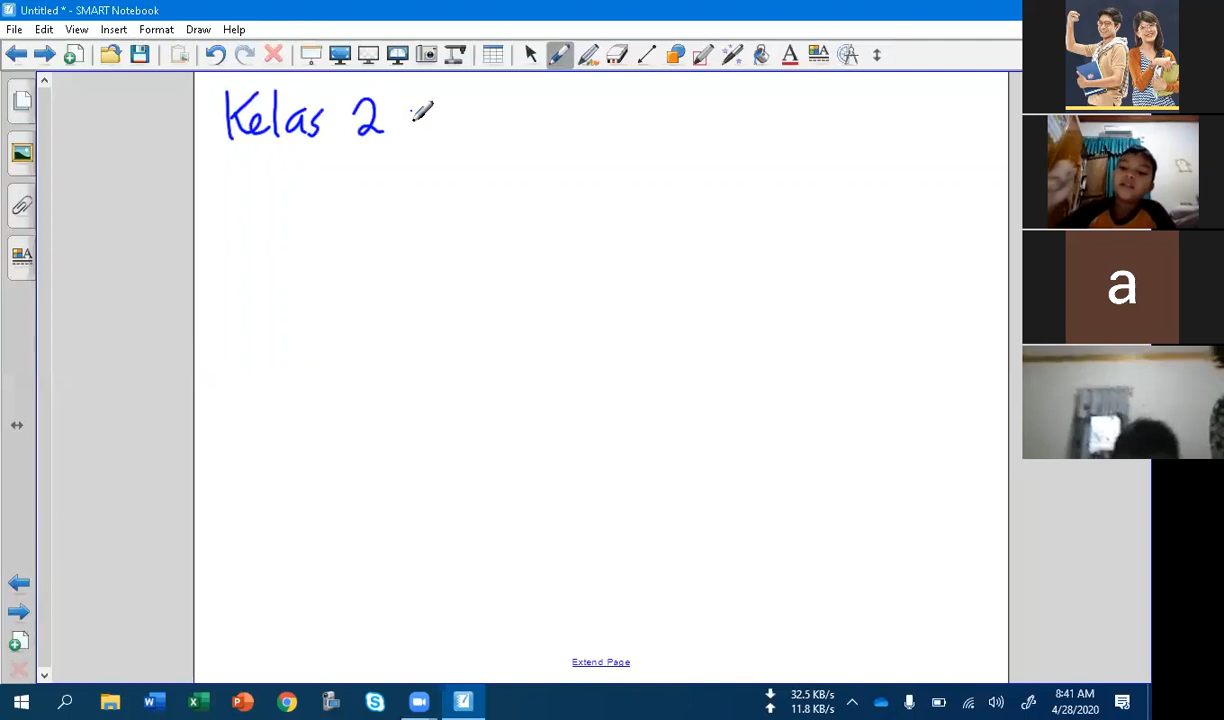 Untitled * - SMART Notebook
File Edit View Insert Format Draw Help
Kelas 2
a
Extend Page
32.5 KB/s
11.8 KB/s
8:41 AM
4/28/2020